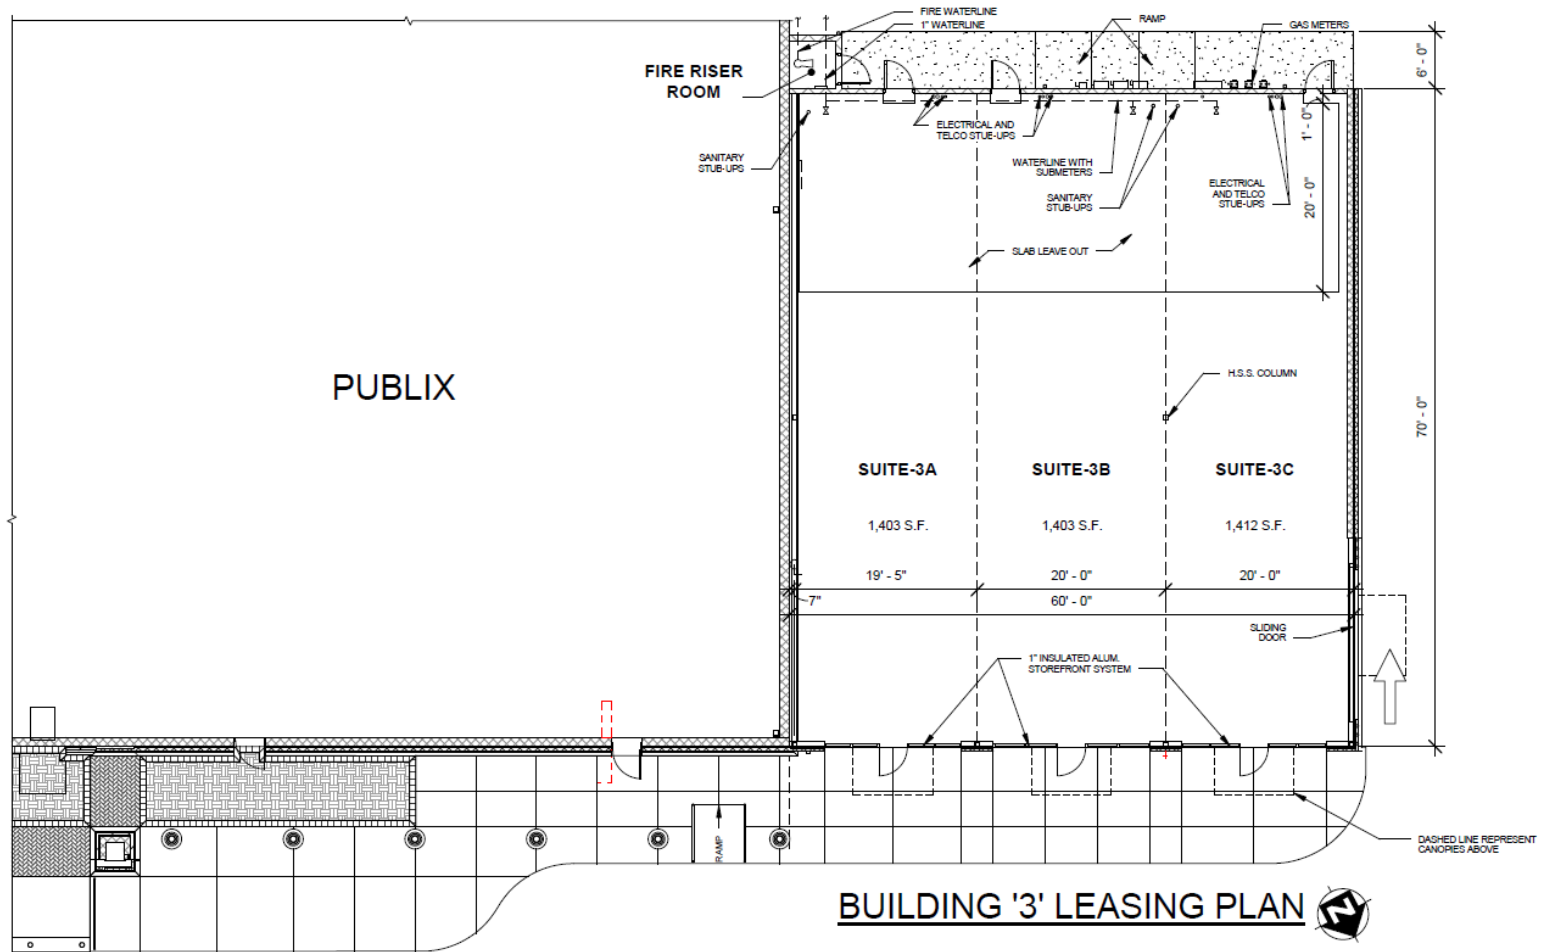 FIRE WATERLINE
1" WATERLINE
RAMP
GAS METERS
6' - 0"
FIRE RISER
ROOM
ELECTRICAL AND
TELCO STUE-UPS
1' - 0"
SANITARY
STUB-UPS
WATERLINE WITH
SUBMETERS
SANITARY
STUB-UPS
ELECTRICAL
AND TELCO
STUE-UPS
20' - 0"
SLAB LEAVE OUT
PUBLIX
H.S.S. COLUMN
70' - 0"
SUITE-3A
SUITE-3B
SUITE-3C
1,403 S.F.
1,403 S.F.
1,412 S.F.
19' - 5"
20' - 0"
20' - 0"
7"
60' - 0"
SLIDING
DOOR
1" INSULATED ALUM.
STOREFRONT SYSTEM
RAMP
DASHED LINE REPRESENT
CANOPIES ABOVE
BUILDING '3' LEASING PLAN
N